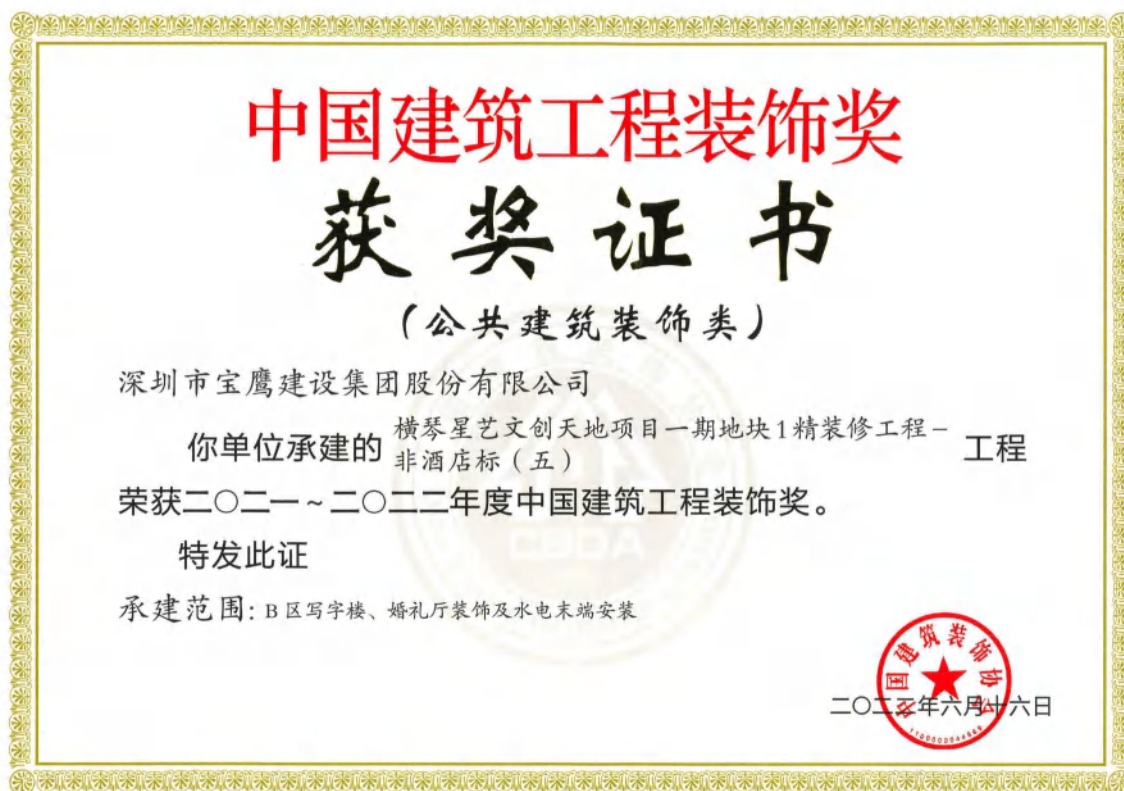 中国建筑工程装饰奖
获奖证书
(公共建筑装饰类)
深圳市宝鹰建设集团股份有限公司
你单位承建的 横琴星艺文创天地项目一期地块1精装修工程-
非酒店标(五) 工程
荣获二〇二一~二〇二二年度中国建筑工程装饰奖。
特发此证
承建范围: B区写字楼、婚礼厅装饰及水电末端安装
中国建筑装饰协会
年六月十六日
CBDA